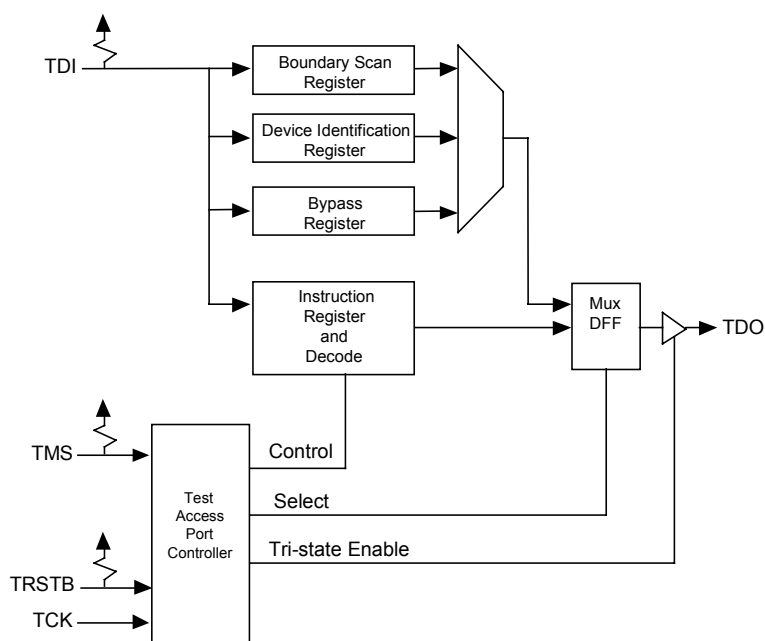 TDI
Boundary Scan
Register
Device Identification
Register
Bypass
Register
Instruction
Register
and
Decode
Mux
DFF
TDO
TMS
Test
Access
Port
Controller
Control
Select
Tri-state Enable
TRSTB
TCK